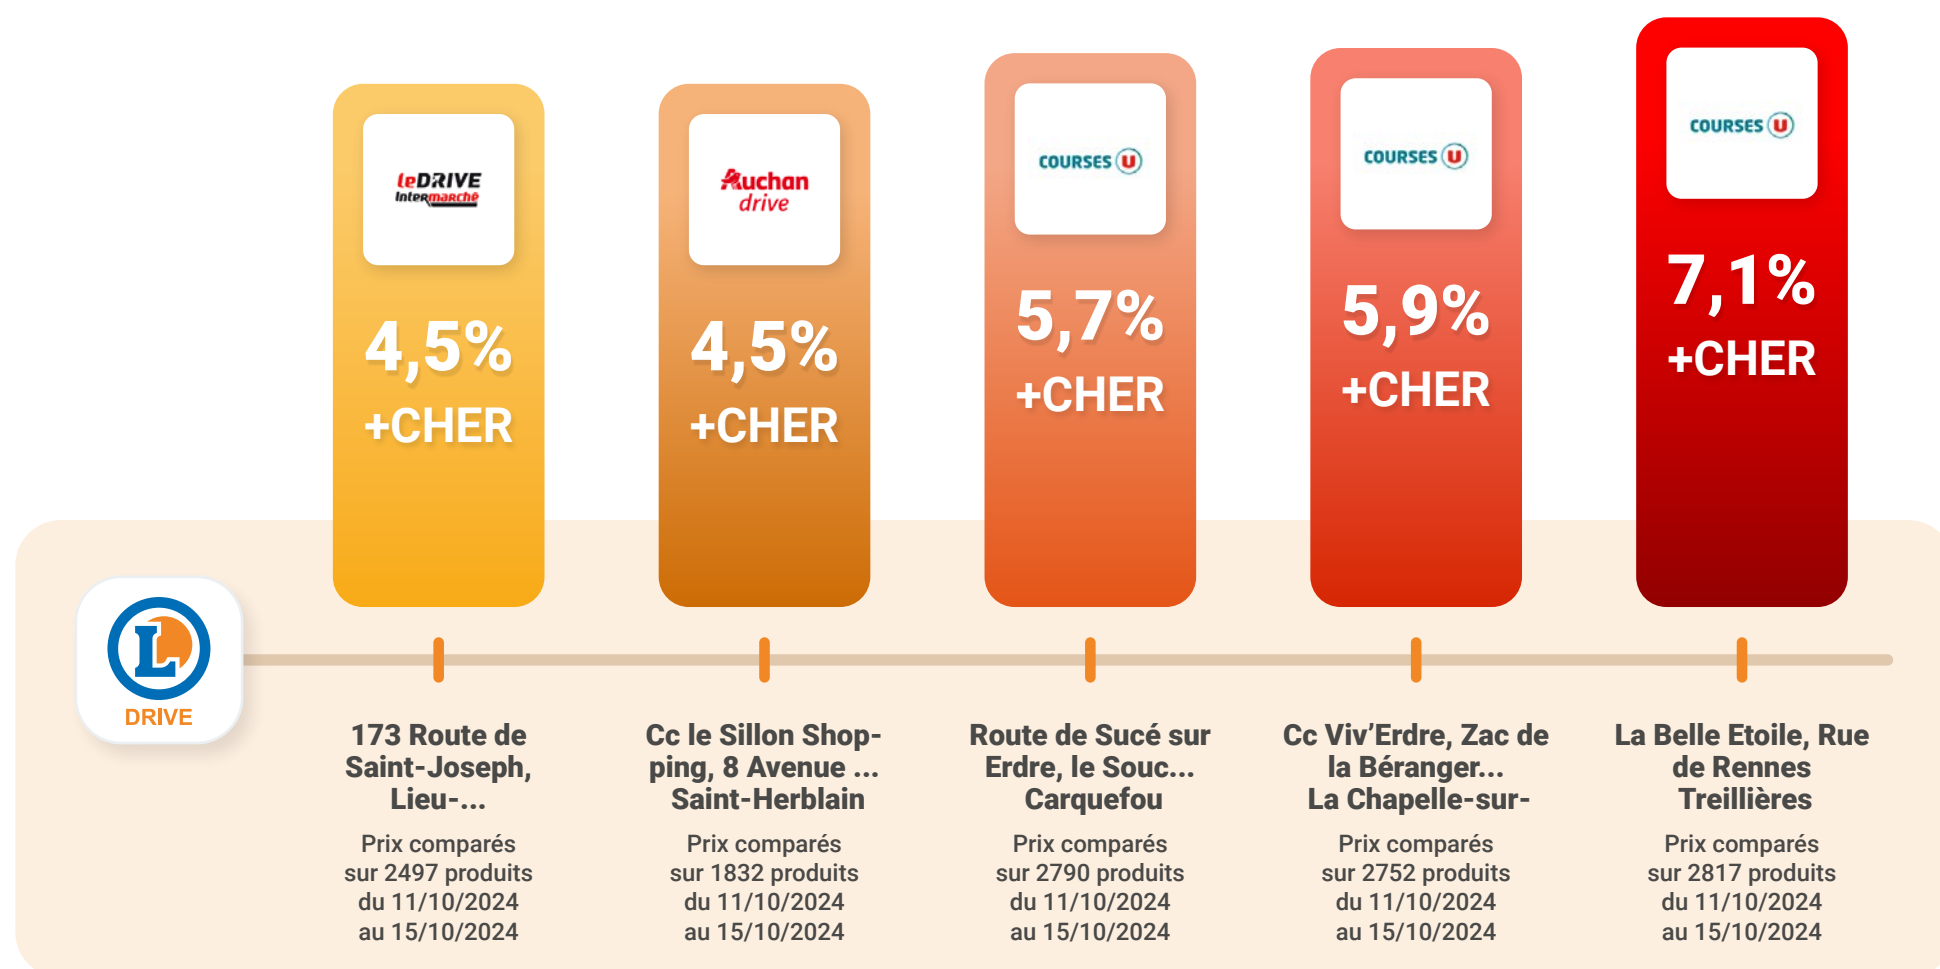 leDRIVE
Intermarché
4,5%
+CHER
Auchan
drive
4,5%
+CHER
COURSES U
5,7%
+CHER
COURSES U
5,9%
+CHER
COURSES U
7,1%
+CHER
L
DRIVE
173 Route de
Saint-Joseph,
Lieu-...
Prix comparés
sur 2497 produits
du 11/10/2024
au 15/10/2024
Cc le Sillon Shop-
ping, 8 Avenue ...
Saint-Herblain
Prix comparés
sur 1832 produits
du 11/10/2024
au 15/10/2024
Route de Sucé sur
Erdre, le Souc...
Carquefou
Prix comparés
sur 2790 produits
du 11/10/2024
au 15/10/2024
Cc Viv'Erdre, Zac de
la Béranger...
La Chapelle-sur-
Prix comparés
sur 2752 produits
du 11/10/2024
au 15/10/2024
La Belle Etoile, Rue
de Rennes
Treillières
Prix comparés
sur 2817 produits
du 11/10/2024
au 15/10/2024